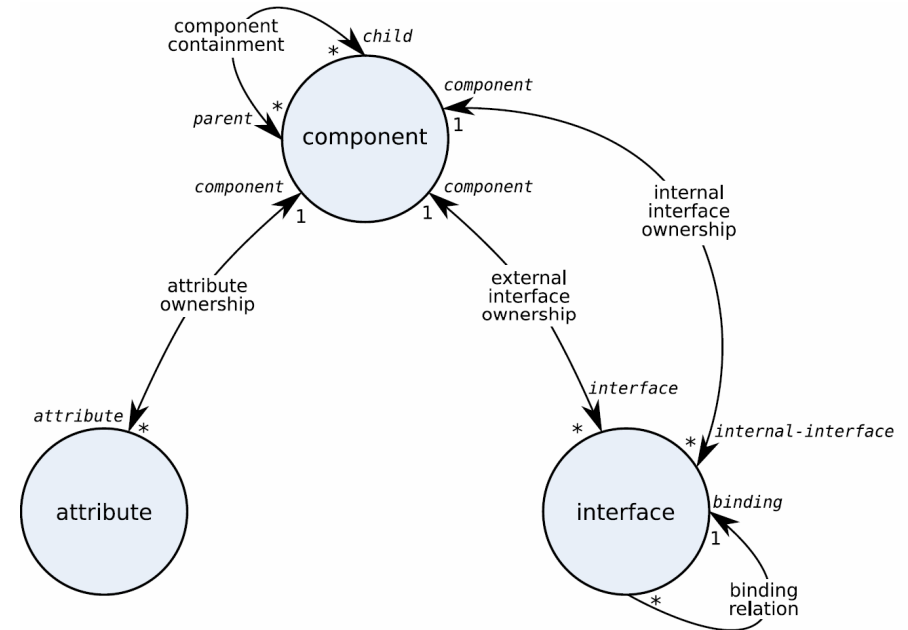 component
containment
child
*
*
parent
component
component
1
component
1
component
1
internal
interface
ownership
attribute
ownership
external
interface
ownership
attribute
*
interface
*
*
internal-interface
attribute
interface
binding
1
*
binding
relation